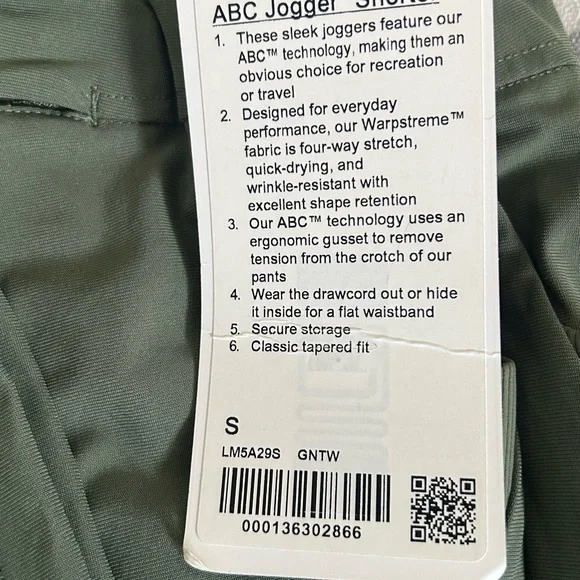 ABC Jogger *Shorter
1. These sleek joggers feature our
ABC™ technology, making them an
obvious choice for recreation
or travel
2. Designed for everyday
performance, our Warpstreme™
fabric is four-way stretch,
quick-drying, and
wrinkle-resistant with
excellent shape retention
3. Our ABC™ technology uses an
ergonomic gusset to remove
tension from the crotch of our
pants
4. Wear the drawcord out or hide
it inside for a flat waistband
5. Secure storage
6. Classic tapered fit
S
LM5A29S GNTW
000136302866